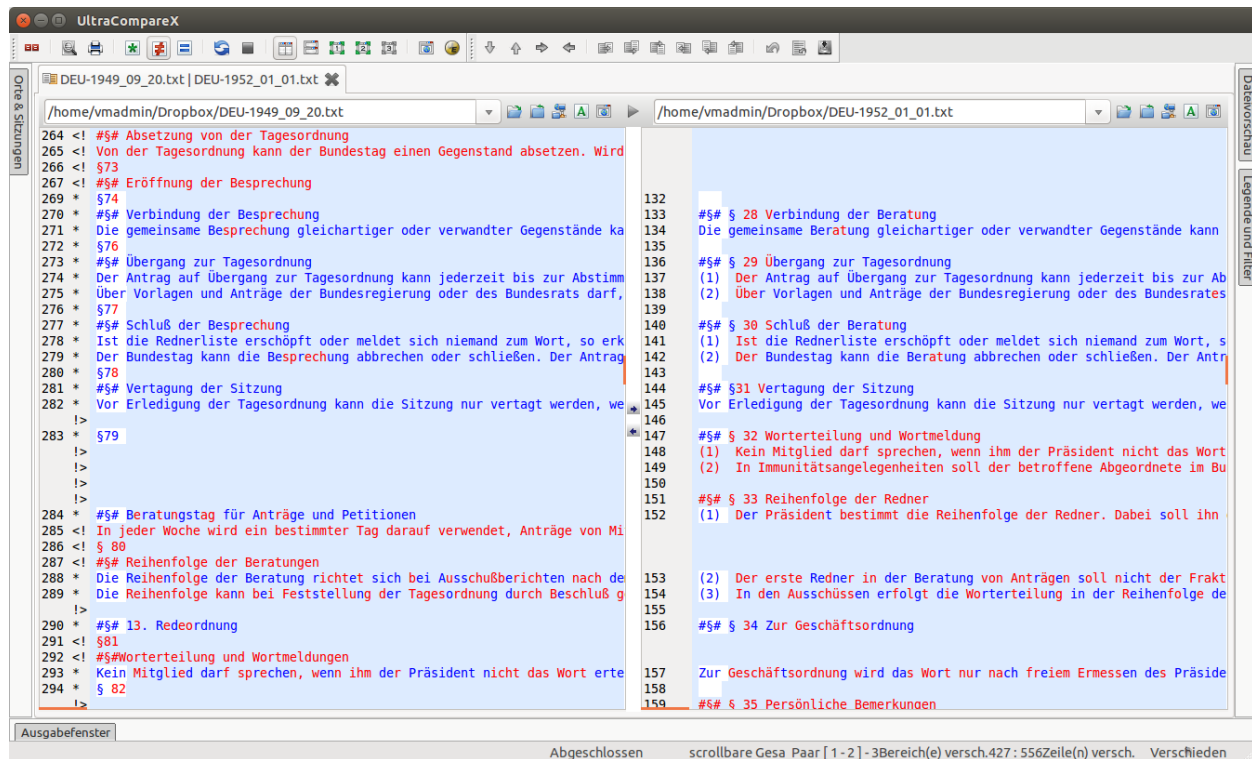 UltraCompareX
Orte & Sitzungen
DEU-1949_09_20.txt | DEU-1952_01_01.txt
/home/vmadmin/Dropbox/DEU-1949_09_20.txt
264 <! #§# Absetzung von der Tagesordnung
265 <! Von der Tagesordnung kann der Bundestag einen Gegenstand absetzen. Wird
266 <! §73
267 <! #§# Eröffnung der Besprechung
269 * §74
270 * #§# Verbindung der Besprechung
271 * Die gemeinsame Besprechung gleichartiger oder verwandter Gegenstände ka
272 * §76
273 * #§# Übergang zur Tagesordnung
274 * Der Antrag auf Übergang zur Tagesordnung kann jederzeit bis zur Abstimm
275 * Über Vorlagen und Anträge der Bundesregierung oder des Bundesrats darf,
276 * §77
277 * #§# Schluß der Besprechung
278 * Ist die Rednerliste erschöpft oder meldet sich niemand zum Wort, so erk
279 * Der Bundestag kann die Besprechung abbrechen oder schließen. Der Antrag
280 * §78
281 * #§# Vertagung der Sitzung
282 * Vor Erledigung der Tagesordnung kann die Sitzung nur vertagt werden, we
!>
283 * §79
!>
!>
!>
!>
284 * #§# Beratungstag für Anträge und Petitionen
285 <! In jeder Woche wird ein bestimmter Tag darauf verwendet, Anträge von Mi
286 <! § 80
287 <! #§# Reihenfolge der Beratungen
288 * Die Reihenfolge der Beratung richtet sich bei Ausschußberichten nach de
289 * Die Reihenfolge kann bei Feststellung der Tagesordnung durch Beschluß g
!>
290 * #§# 13. Redeordnung
291 <! §81
292 <! #§#Worterteilung und Wortmeldungen
293 * Kein Mitglied darf sprechen, wenn ihm der Präsident nicht das Wort erte
294 * § 82
!>
/home/vmadmin/Dropbox/DEU-1952_01_01.txt
132
133 #§# § 28 Verbindung der Beratung
134 Die gemeinsame Beratung gleichartiger oder verwandter Gegenstände kann
135
136 #§# § 29 Übergang zur Tagesordnung
137 (1) Der Antrag auf Übergang zur Tagesordnung kann jederzeit bis zur Ab
138 (2) Über Vorlagen und Anträge der Bundesregierung oder des Bundesrates
139
140 #§# § 30 Schluß der Beratung
141 (1) Ist die Rednerliste erschöpft oder meldet sich niemand zum Wort, s
142 (2) Der Bundestag kann die Beratung abbrechen oder schließen. Der Antr
143
144 #§# §31 Vertagung der Sitzung
145 Vor Erledigung der Tagesordnung kann die Sitzung nur vertagt werden, we
146
147 #§# § 32 Worterteilung und Wortmeldung
148 (1) Kein Mitglied darf sprechen, wenn ihm der Präsident nicht das Wort
149 (2) In Immunitätsangelegenheiten soll der betroffene Abgeordnete im Bu
150
151 #§# § 33 Reihenfolge der Redner
152 (1) Der Präsident bestimmt die Reihenfolge der Redner. Dabei soll ihn
153 (2) Der erste Redner in der Beratung von Anträgen soll nicht der Frakt
154 (3) In den Ausschüssen erfolgt die Worterteilung in der Reihenfolge de
155
156 #§# § 34 Zur Geschäftsordnung
157 Zur Geschäftsordnung wird das Wort nur nach freiem Ermessen des Präside
158
159 #§# § 35 Persönliche Bemerkungen
Dateivorschau
Legende und Filter
Ausgabefenster
Abgeschlossen scrollbare Gesa Paar [ 1 - 2 ] - 3Bereich(e) versch.427 : 556Zeile(n) versch. Verschieden